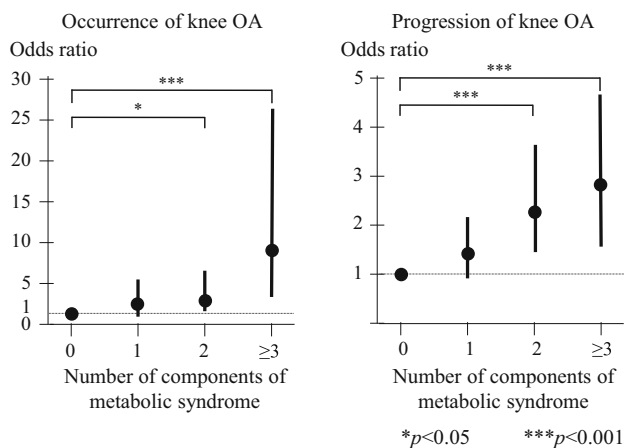 Occurrence of knee OA
Odds ratio
30
25
20
15
10
5
1
0
***
*
0
1
2
≥3
Number of components of
metabolic syndrome
Progression of knee OA
Odds ratio
5
4
3
2
1
***
***
0
1
2
≥3
Number of components of
metabolic syndrome
*p<0.05
***p<0.001